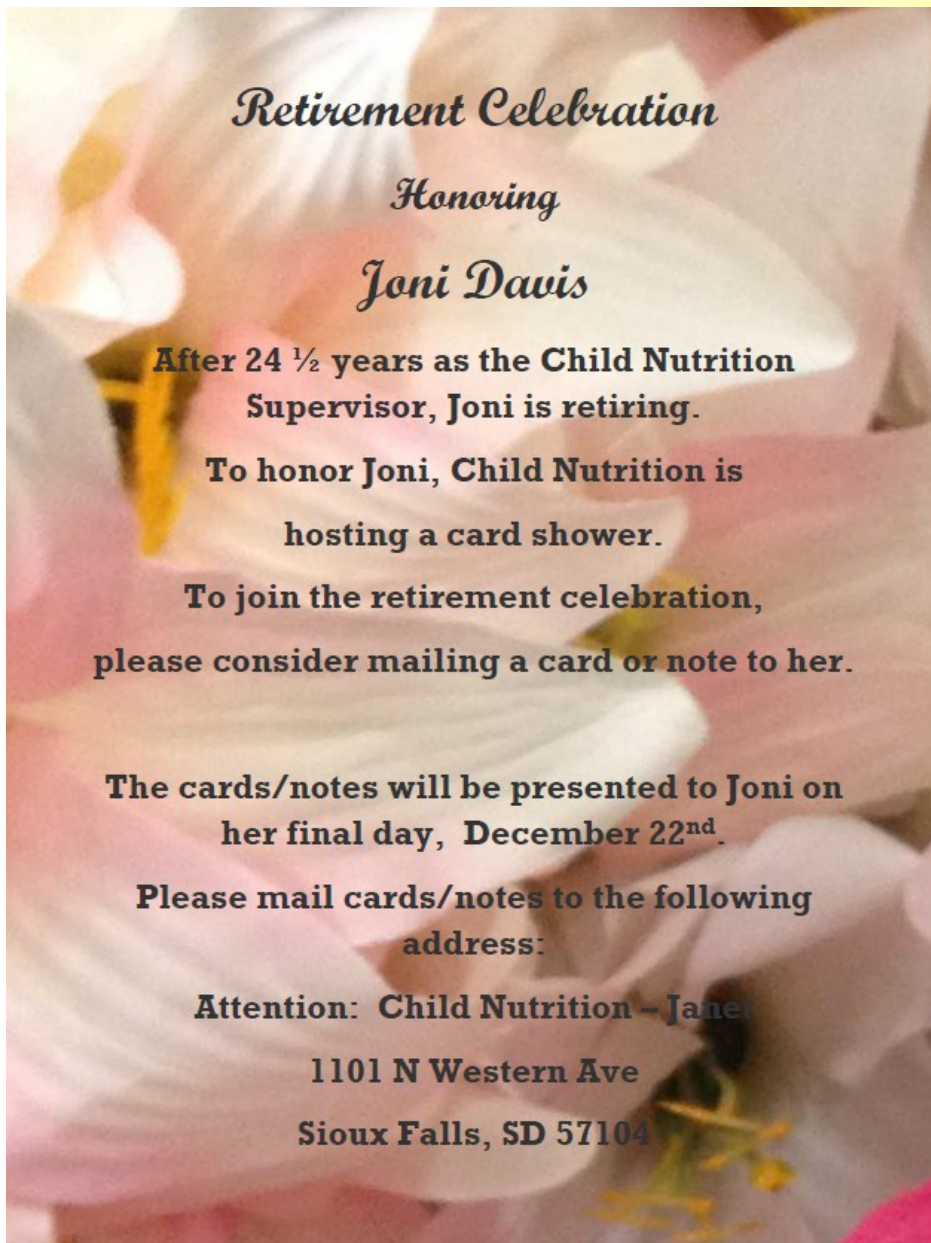 Retirement Celebration
Honoring
Joni Davis
After 24 ½ years as the Child Nutrition
Supervisor, Joni is retiring.
To honor Joni, Child Nutrition is
hosting a card shower.
To join the retirement celebration,
please consider mailing a card or note to her.
The cards/notes will be presented to Joni on
her final day,  December 22nd.
Please mail cards/notes to the following
address:
Attention:  Child Nutrition – Janet
1101 N Western Ave
Sioux Falls, SD 57104